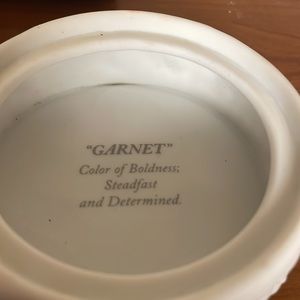 "GARNET"
Color of Boldness;
Steadfast
and Determined.